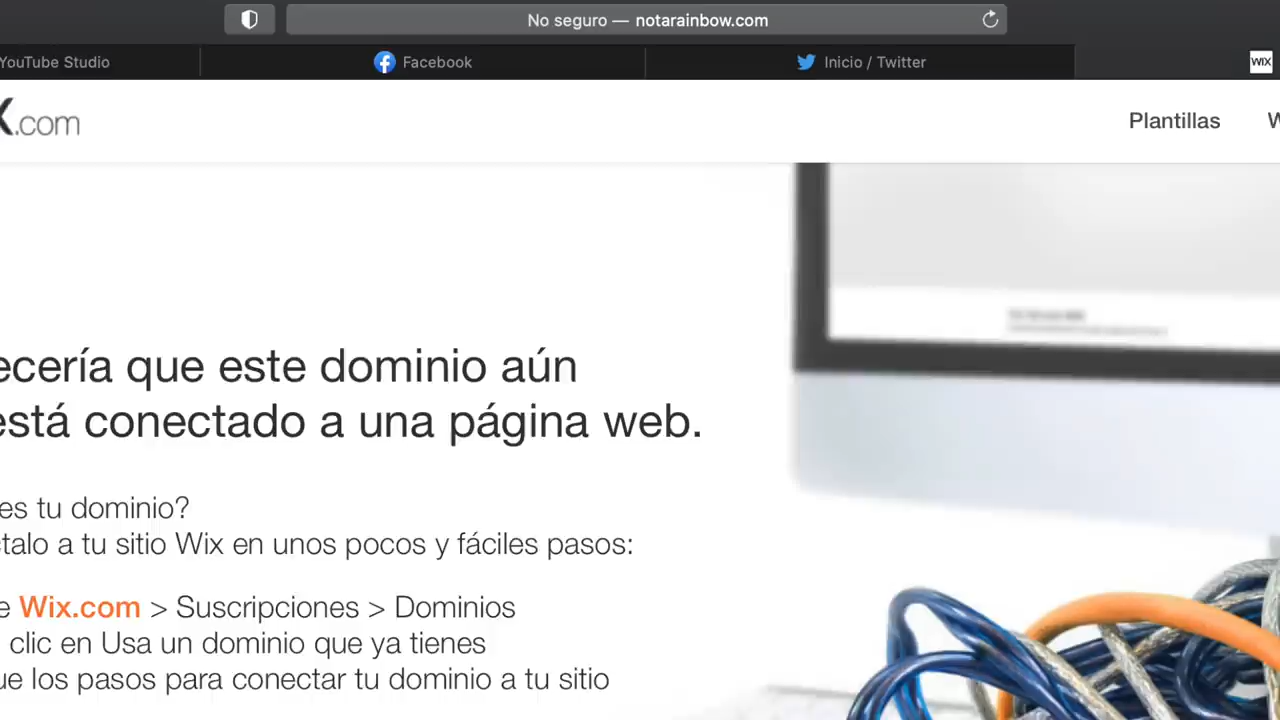 No seguro — notarainbow.com
YouTube Studio
Facebook
Inicio / Twitter
WIX
X.com
Plantillas
ecería que este dominio aún
está conectado a una página web.
es tu dominio?
ctalo a tu sitio Wix en unos pocos y fáciles pasos:
e Wix.com > Suscripciones > Dominios
clic en Usa un dominio que ya tienes
ue los pasos para conectar tu dominio a tu sitio